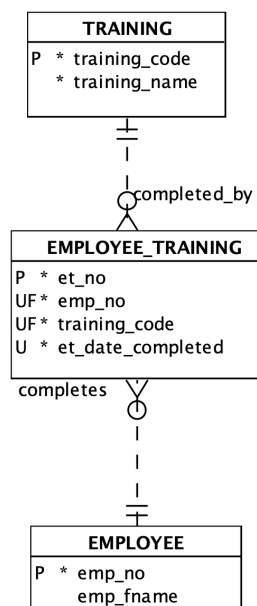 TRAINING
P * training_code
* training_name
completed_by
EMPLOYEE_TRAINING
P * et_no
UF* emp_no
UF* training_code
U * et_date_completed
completes
EMPLOYEE
P * emp_no
emp_fname